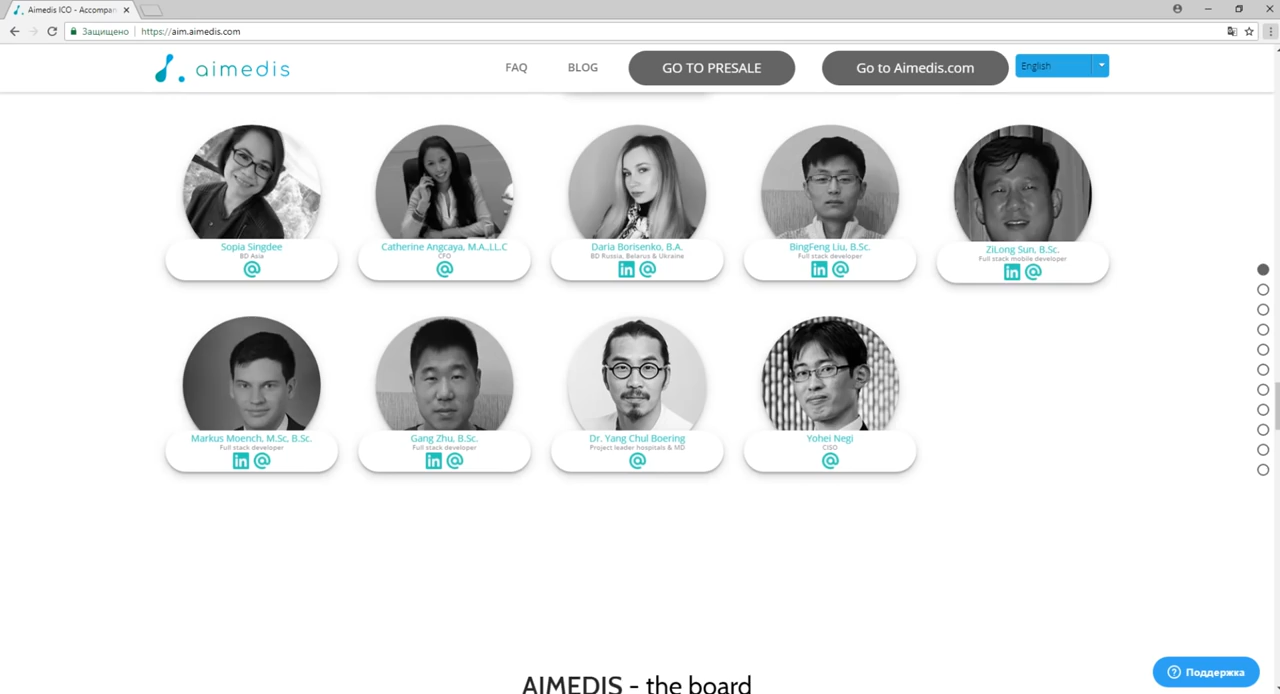 Aimedis ICO - Accompan
Защищено
https://aim.aimedis.com
aimedis
FAQ
BLOG
GO TO PRESALE
Go to Aimedis.com
English
Sopia Singdee
BD Asia
Catherine Angcaya, M.A.,LL.C
CFO
Daria Borisenko, B.A.
BD Russia, Belarus & Ukraine
BingFeng Liu, B.Sc.
Full stack developer
ZiLong Sun, B.Sc.
Full stack mobile developer
Markus Moench, M.Sc, B.Sc.
Full stack developer
Gang Zhu, B.Sc.
Full stack developer
Dr. Yang Chul Boering
Project leader hospitals & MD
Yohei Negi
CISO
AIMEDIS - the board
Поддержка